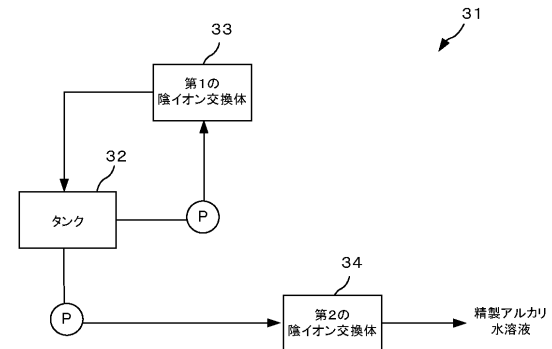 31
33
第1の
陰イオン交換体
32
タンク
P
34
P
第2の
陰イオン交換体
精製アルカリ
水溶液